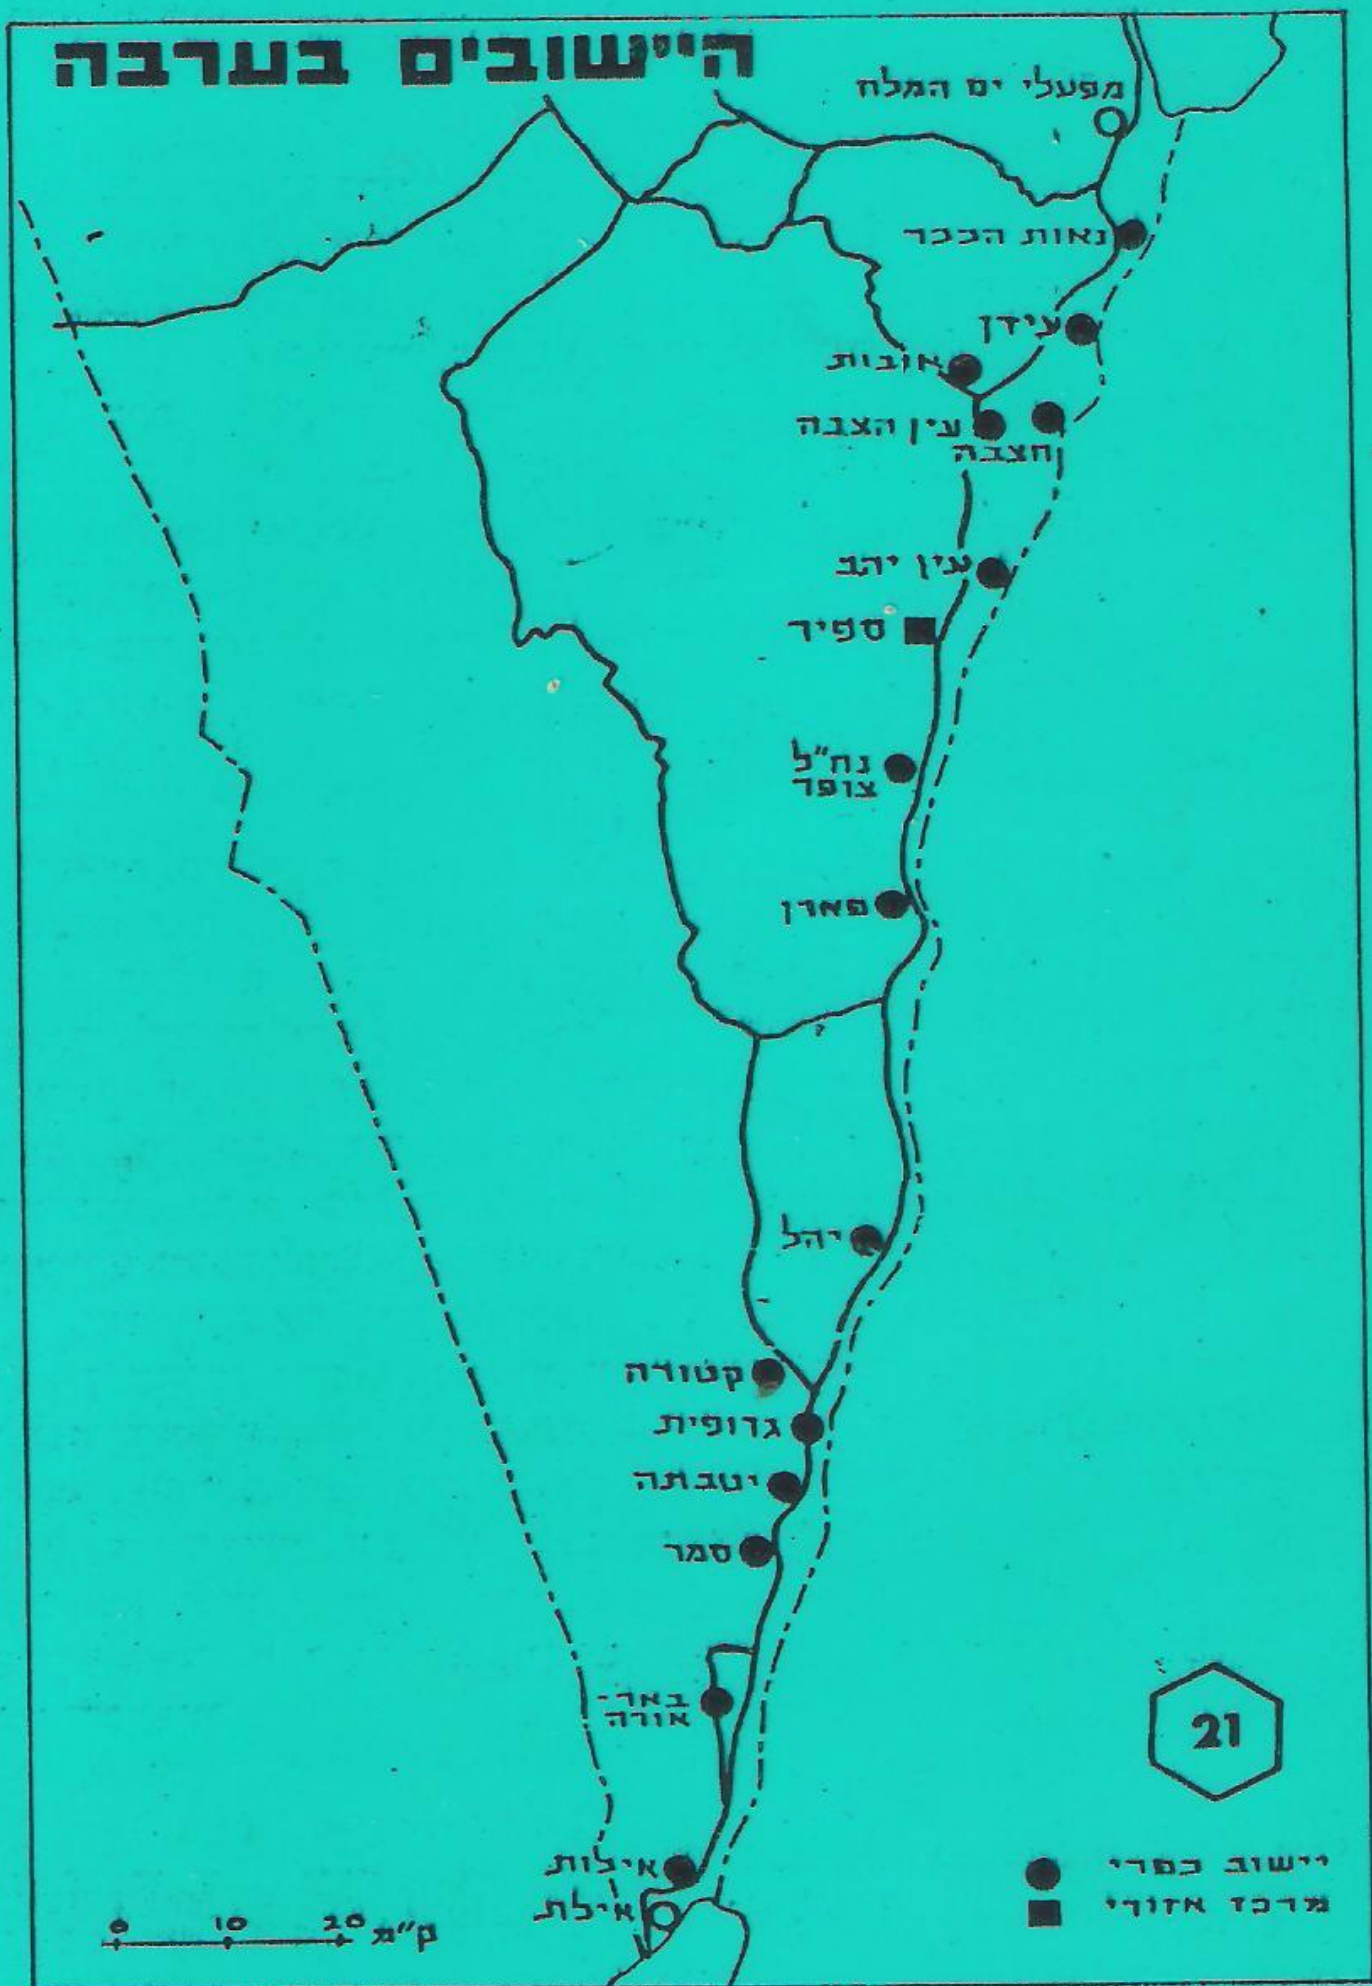 היישובים בערבה
מפעלי ים המלח
נאות הככר
עידן
אובות
עין הצבה
חצבה
עין יהב
ספיר
נח"ל
צופר
פארן
יהל
קטורה
גרופית
יטבתה
סמר
באר-
אורה
21
אילות
אילת
יישוב כפרי
מרכז אזורי
0 10 20 ק"מ